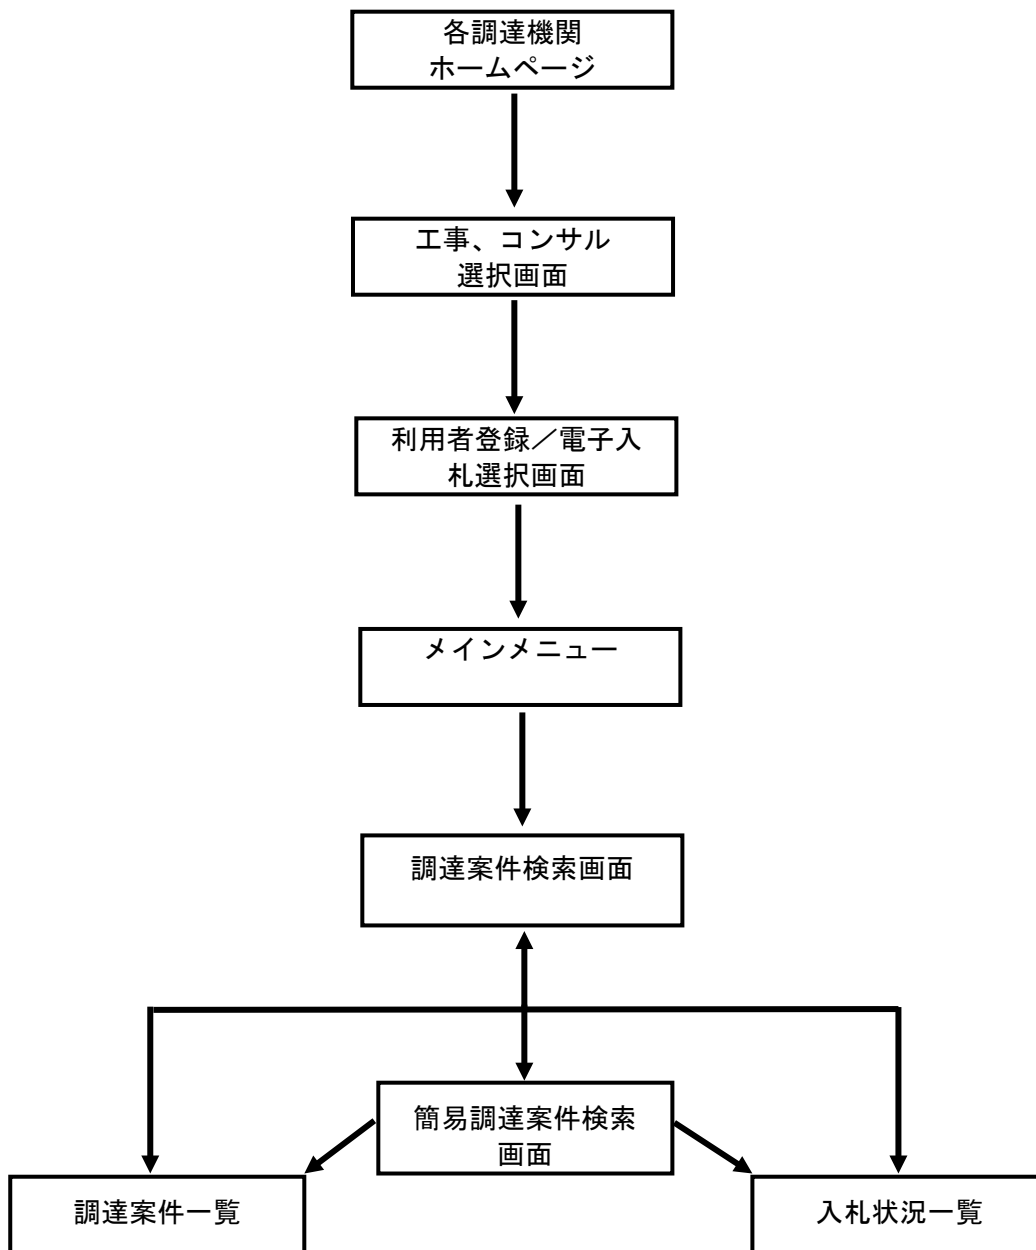 各調達機関
ホームページ
工事、コンサル
選択画面
利用者登録／電子入
札選択画面
メインメニュー
調達案件検索画面
簡易調達案件検索
画面
調達案件一覧
入札状況一覧